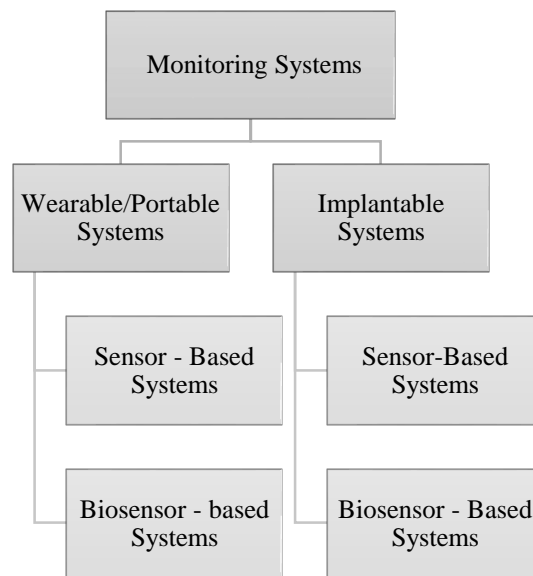 Monitoring Systems
Wearable/Portable
Systems
Implantable
Systems
Sensor - Based
Systems
Sensor-Based
Systems
Biosensor - based
Systems
Biosensor - Based
Systems